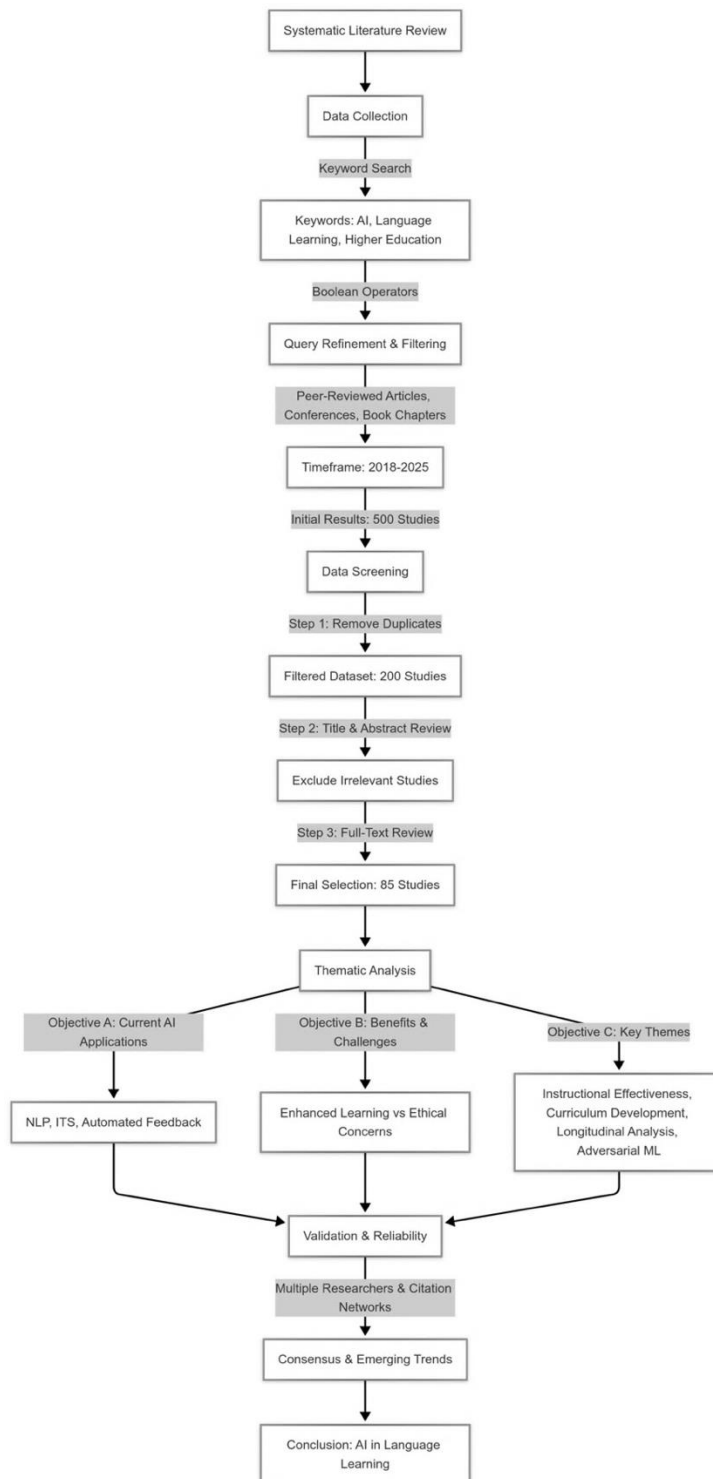 Systematic Literature Review
Data Collection
Keyword Search
Keywords: AI, Language
Learning, Higher Education
Boolean Operators
Query Refinement & Filtering
Peer-Reviewed Articles,
Conferences, Book Chapters
Timeframe: 2018-2025
Initial Results: 500 Studies
Data Screening
Step 1: Remove Duplicates
Filtered Dataset: 200 Studies
Step 2: Title & Abstract Review
Exclude Irrelevant Studies
Step 3: Full-Text Review
Final Selection: 85 Studies
Thematic Analysis
Objective A: Current AI
Applications
Objective B: Benefits &
Challenges
Objective C: Key Themes
NLP, ITS, Automated Feedback
Enhanced Learning vs Ethical
Concerns
Instructional Effectiveness,
Curriculum Development,
Longitudinal Analysis,
Adversarial ML
Validation & Reliability
Multiple Researchers & Citation
Networks
Consensus & Emerging Trends
Conclusion: AI in Language
Learning